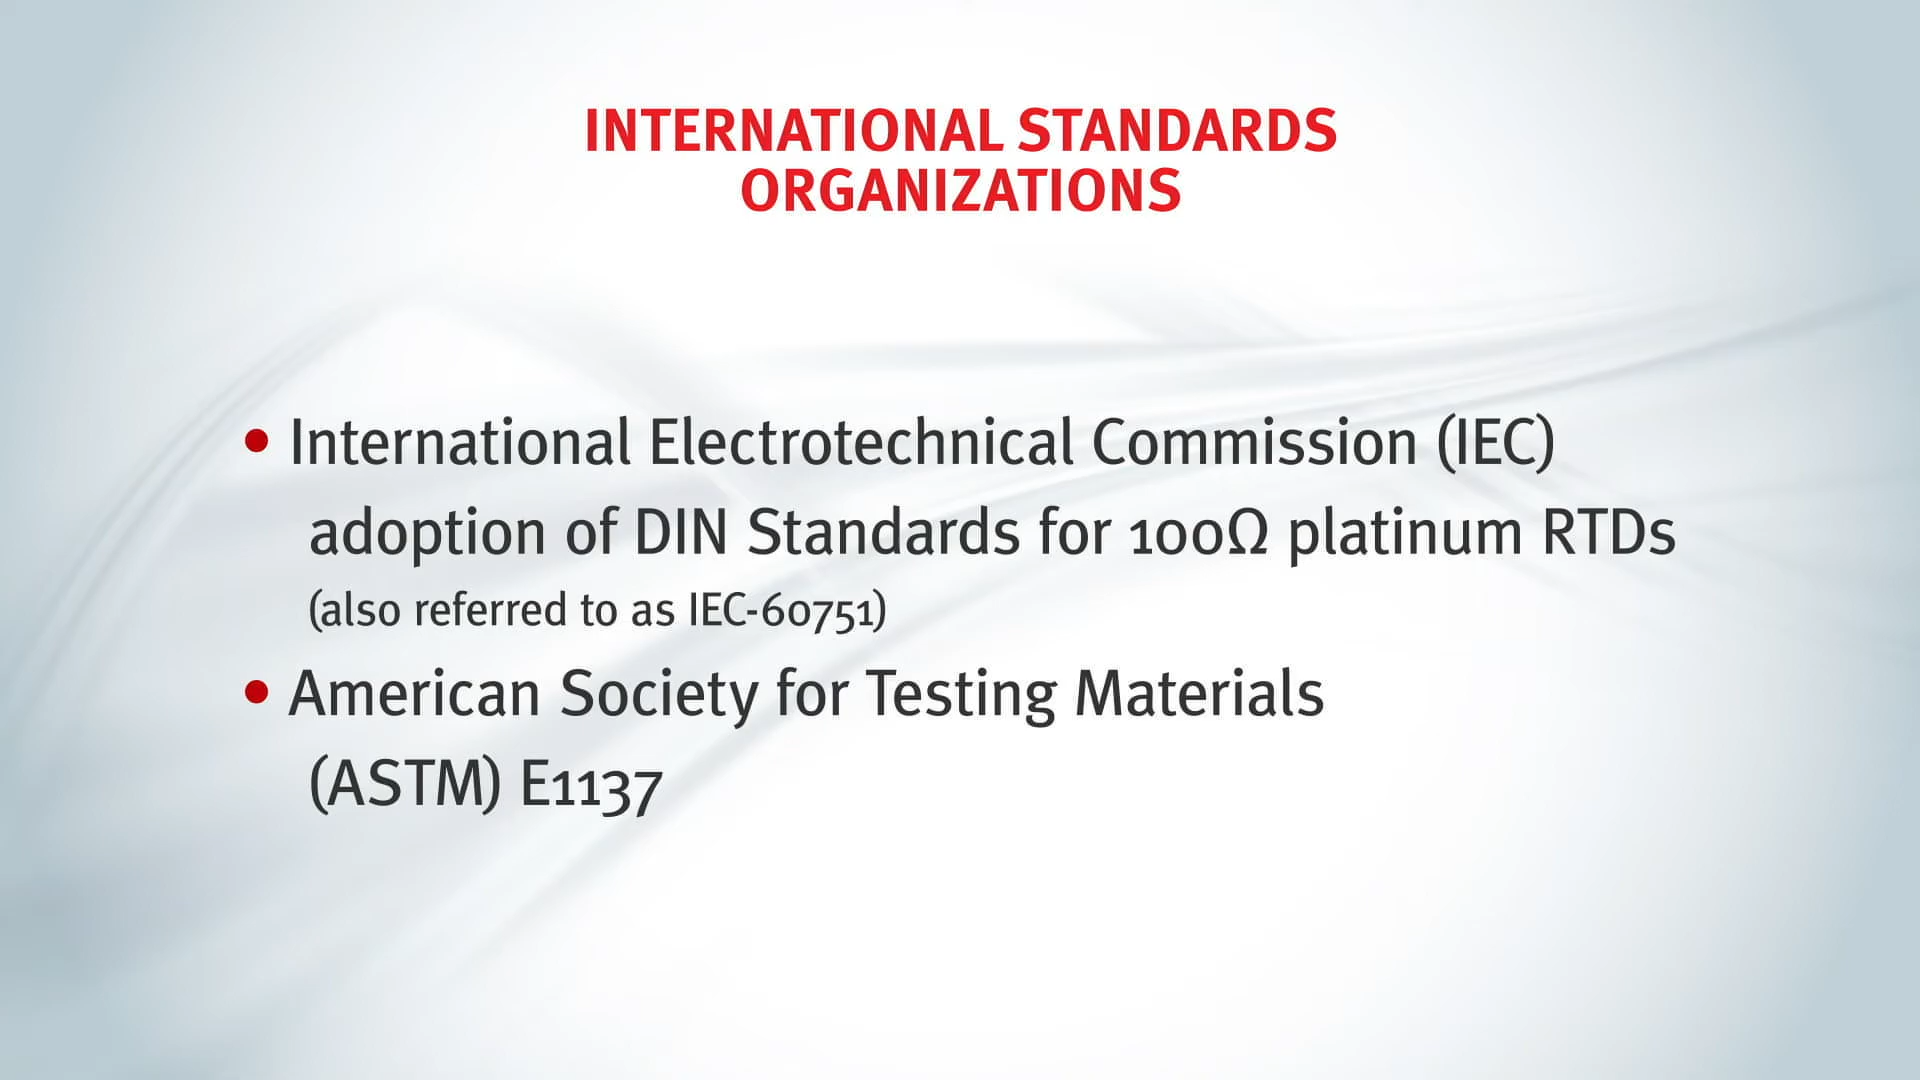 INTERNATIONAL STANDARDS
ORGANIZATIONS
• International Electrotechnical Commission (IEC)
adoption of DIN Standards for 100Ω platinum RTDs
(also referred to as IEC-60751)
• American Society for Testing Materials
(ASTM) E1137